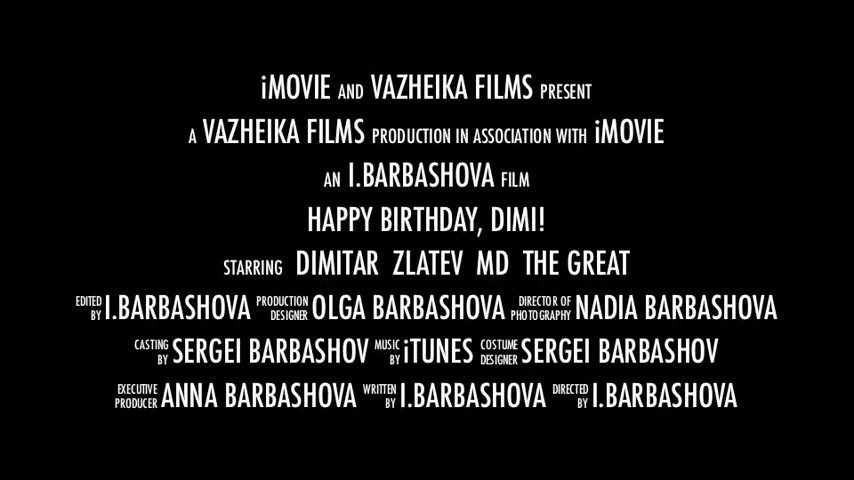 iMOVIE AND VAZHEIKA FILMS PRESENT
A VAZHEIKA FILMS PRODUCTION IN ASSOCIATION WITH iMOVIE
AN I.BARBASHOVA FILM
HAPPY BIRTHDAY, DIMI!
STARRING DIMITAR ZLATEV MD THE GREAT
EDITED BY I.BARBASHOVA PRODUCTION DESIGNER OLGA BARBASHOVA DIRECTOR OF PHOTOGRAPHY NADIA BARBASHOVA
CASTING BY SERGEI BARBASHOV MUSIC BY iTUNES COSTUME DESIGNER SERGEI BARBASHOV
EXECUTIVE PRODUCER ANNA BARBASHOVA WRITTEN BY I.BARBASHOVA DIRECTED BY I.BARBASHOVA